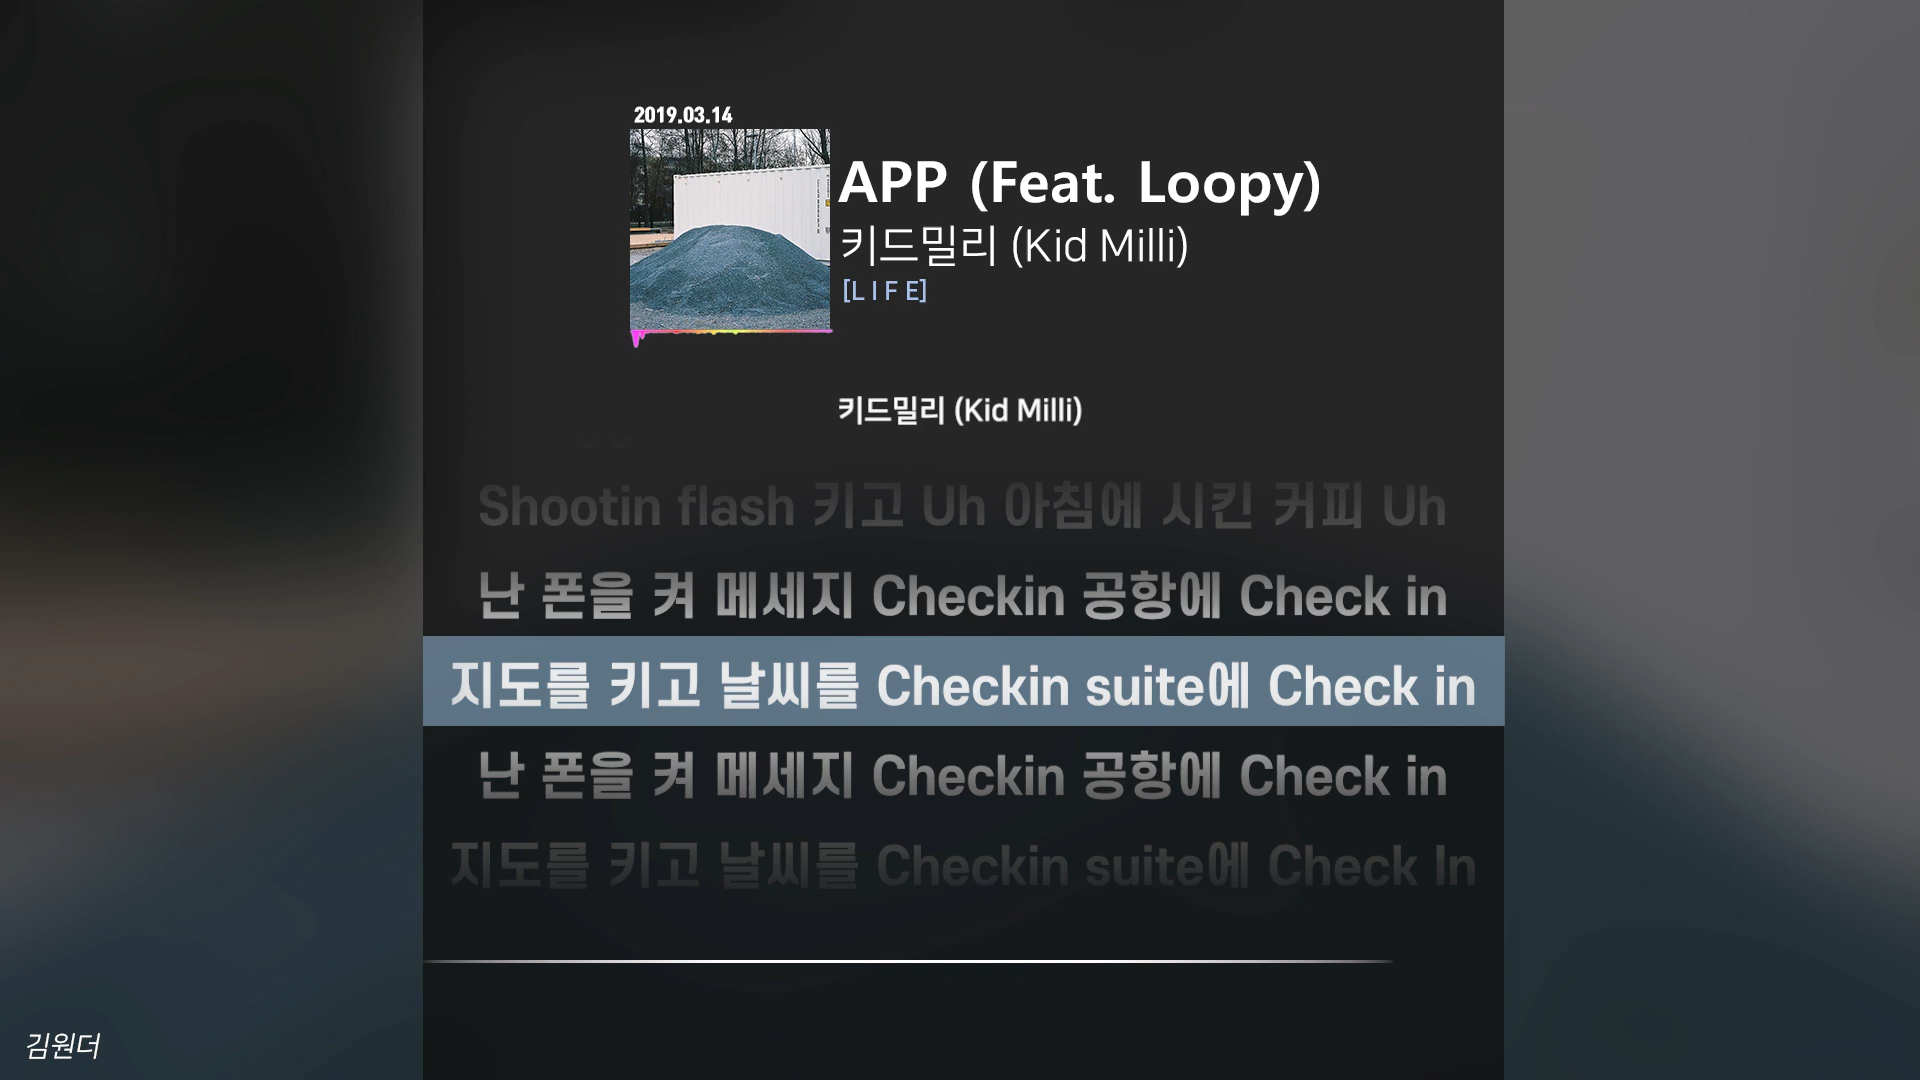 2019.03.14
APP (Feat. Loopy)
키드밀리 (Kid Milli)
[L I F E]
키드밀리 (Kid Milli)
Shootin flash 키고 Uh 아침에 시킨 커피 Uh
난 폰을 켜 메세지 Checkin 공항에 Check in
지도를 키고 날씨를 Checkin suite에 Check in
난 폰을 켜 메세지 Checkin 공항에 Check in
지도를 키고 날씨를 Checkin suite에 Check In
김원더